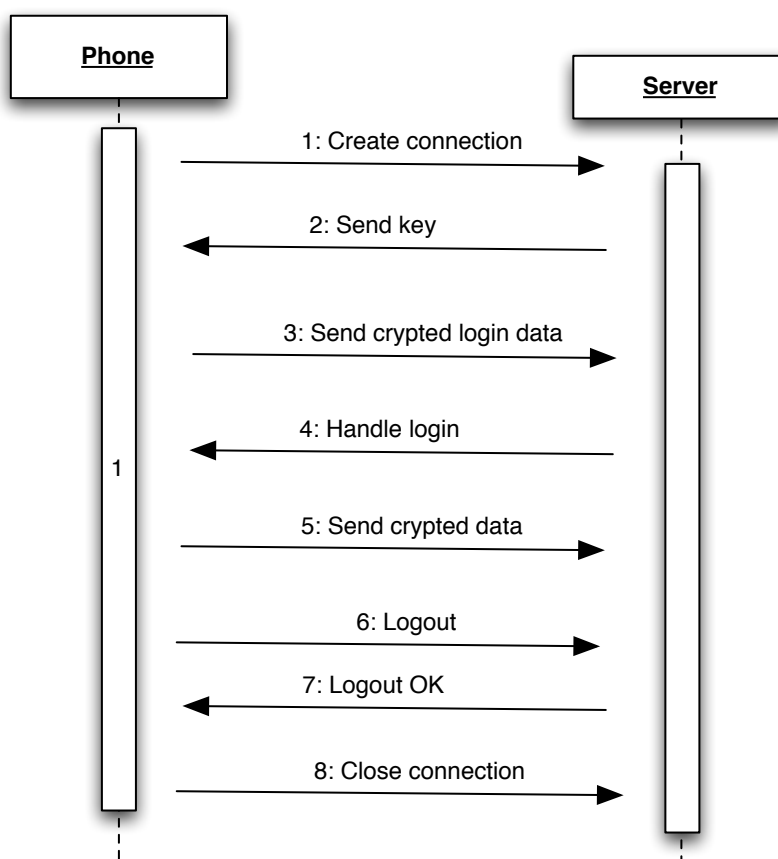 Phone
Server
1: Create connection
2: Send key
3: Send crypted login data
4: Handle login
1
5: Send crypted data
6: Logout
7: Logout OK
8: Close connection